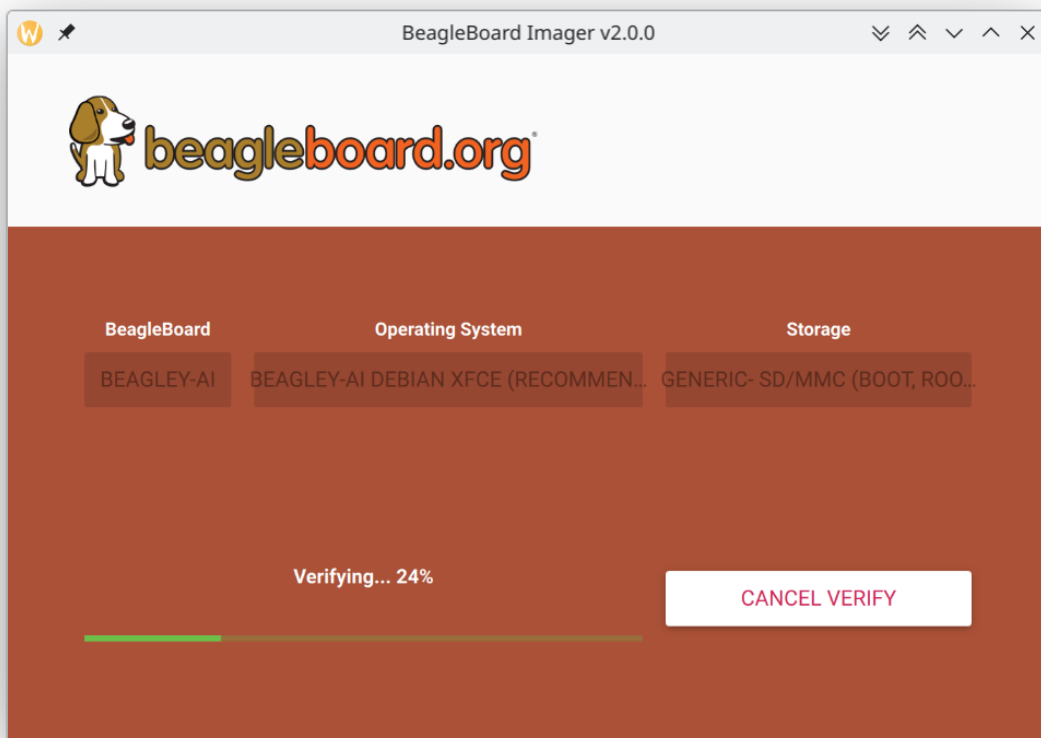 BeagleBoard Imager v2.0.0
beagleboard.org®
BeagleBoard Operating System Storage
BEAGLEY-AI BEAGLEY-AI DEBIAN XFCE (RECOMMEN... GENERIC- SD/MMC (BOOT, ROO...
Verifying... 24%
CANCEL VERIFY